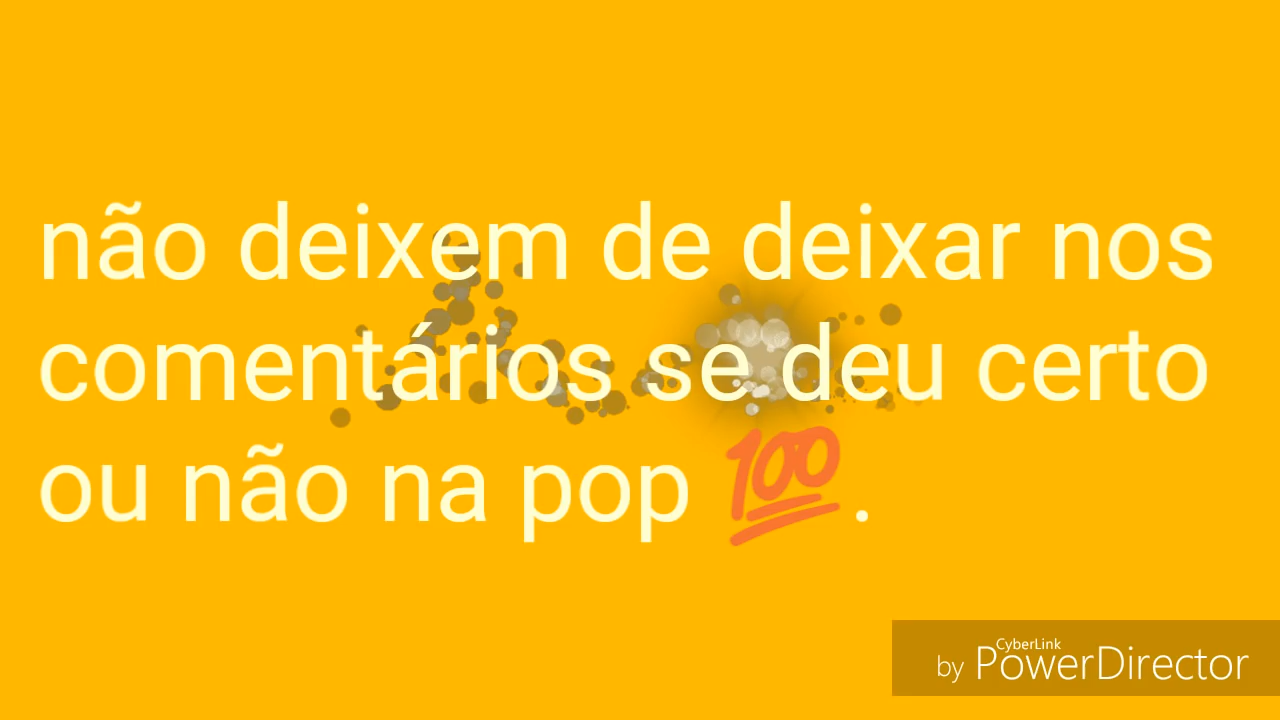 não deixem de deixar nos
comentários se deu certo
ou não na pop 💯.
by CyberLink PowerDirector